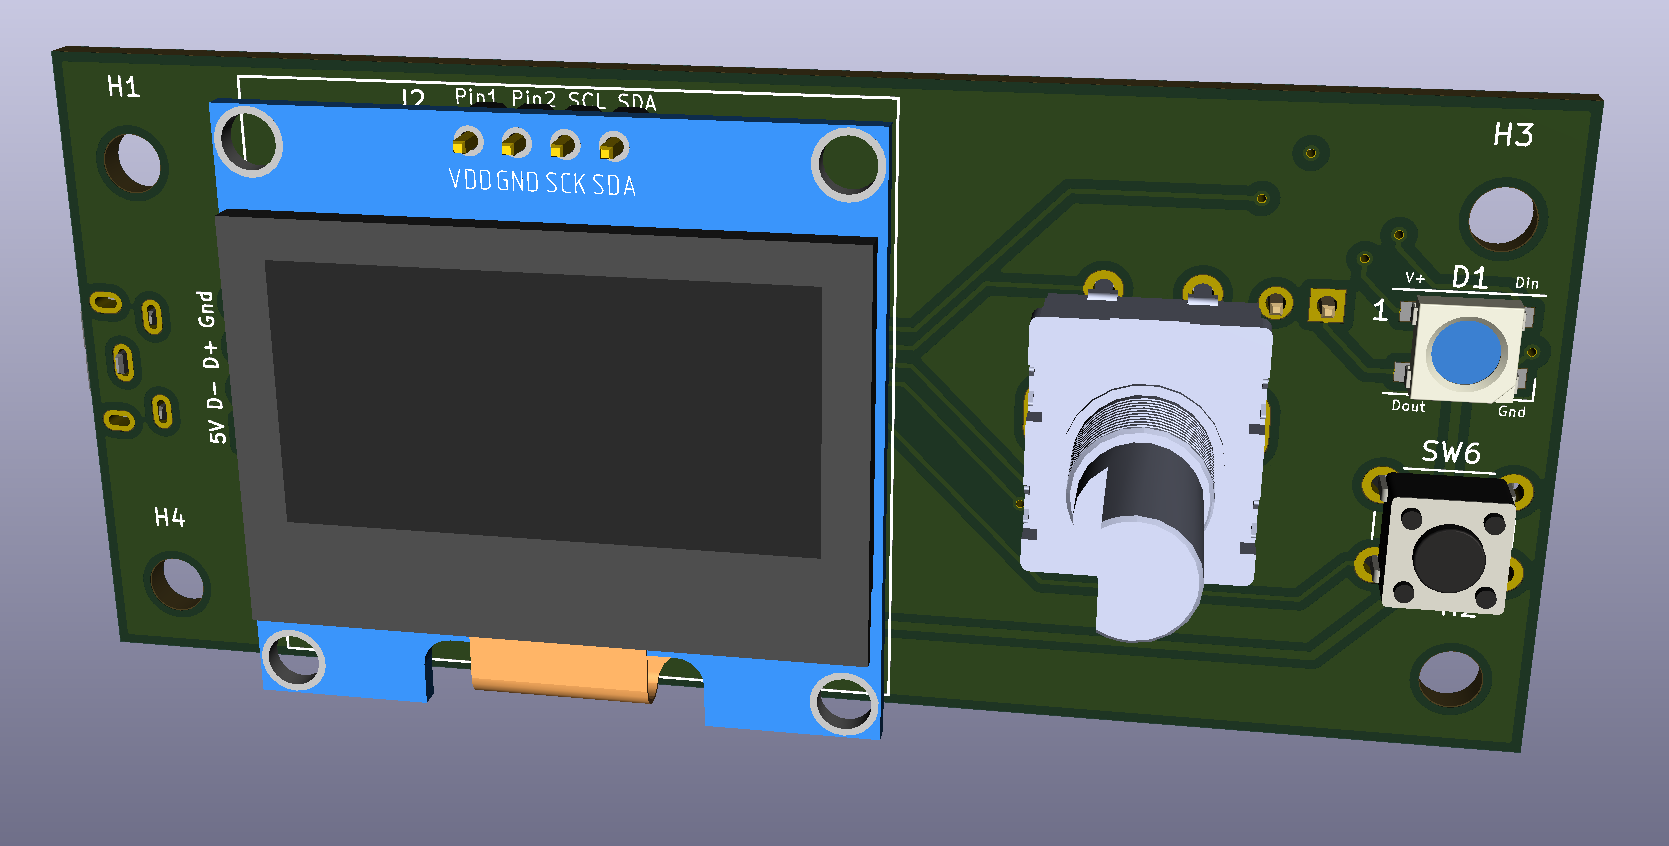 H1
J2 Pin1 Pin2 SCL SDA
VDD GND SCK SDA
H3
V+ D1 Din
1
Dout Gnd
5V D- D+ Gnd
SW6
H4
H2